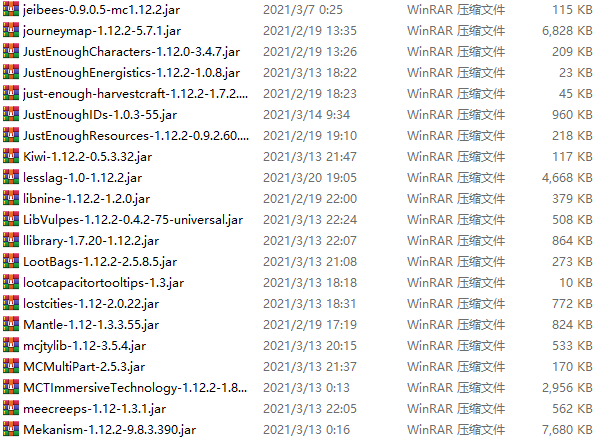 jeibees-0.9.0.5-mc1.12.2.jar 2021/3/7 0:25 WinRAR 压缩文件 115 KB
journeymap-1.12.2-5.7.1.jar 2021/2/19 13:35 WinRAR 压缩文件 6,828 KB
JustEnoughCharacters-1.12.0-3.4.7.jar 2021/2/19 13:26 WinRAR 压缩文件 209 KB
JustEnoughEnergistics-1.12.2-1.0.8.jar 2021/3/13 18:22 WinRAR 压缩文件 23 KB
just-enough-harvestcraft-1.12.2-1.7.2.... 2021/2/19 18:23 WinRAR 压缩文件 45 KB
JustEnoughIDs-1.0.3-55.jar 2021/3/14 9:34 WinRAR 压缩文件 960 KB
JustEnoughResources-1.12.2-0.9.2.60.... 2021/2/19 19:10 WinRAR 压缩文件 218 KB
Kiwi-1.12.2-0.5.3.32.jar 2021/3/13 21:47 WinRAR 压缩文件 117 KB
lesslag-1.0-1.12.2.jar 2021/3/20 19:05 WinRAR 压缩文件 4,668 KB
libnine-1.12.2-1.2.0.jar 2021/2/19 22:00 WinRAR 压缩文件 379 KB
LibVulpes-1.12.2-0.4.2-75-universal.jar 2021/3/13 22:24 WinRAR 压缩文件 508 KB
llibrary-1.7.20-1.12.2.jar 2021/3/13 22:07 WinRAR 压缩文件 864 KB
LootBags-1.12.2-2.5.8.5.jar 2021/3/13 21:08 WinRAR 压缩文件 273 KB
lootcapacitortooltips-1.3.jar 2021/3/13 18:18 WinRAR 压缩文件 10 KB
lostcities-1.12-2.0.22.jar 2021/3/13 18:31 WinRAR 压缩文件 772 KB
Mantle-1.12-1.3.3.55.jar 2021/2/19 17:19 WinRAR 压缩文件 824 KB
mcjtylib-1.12-3.5.4.jar 2021/3/13 20:15 WinRAR 压缩文件 533 KB
MCMultiPart-2.5.3.jar 2021/3/13 21:37 WinRAR 压缩文件 170 KB
MCTImmersiveTechnology-1.12.2-1.8... 2021/3/13 0:13 WinRAR 压缩文件 2,956 KB
meecreeps-1.12-1.3.1.jar 2021/3/13 22:05 WinRAR 压缩文件 562 KB
Mekanism-1.12.2-9.8.3.390.jar 2021/3/13 0:16 WinRAR 压缩文件 7,680 KB